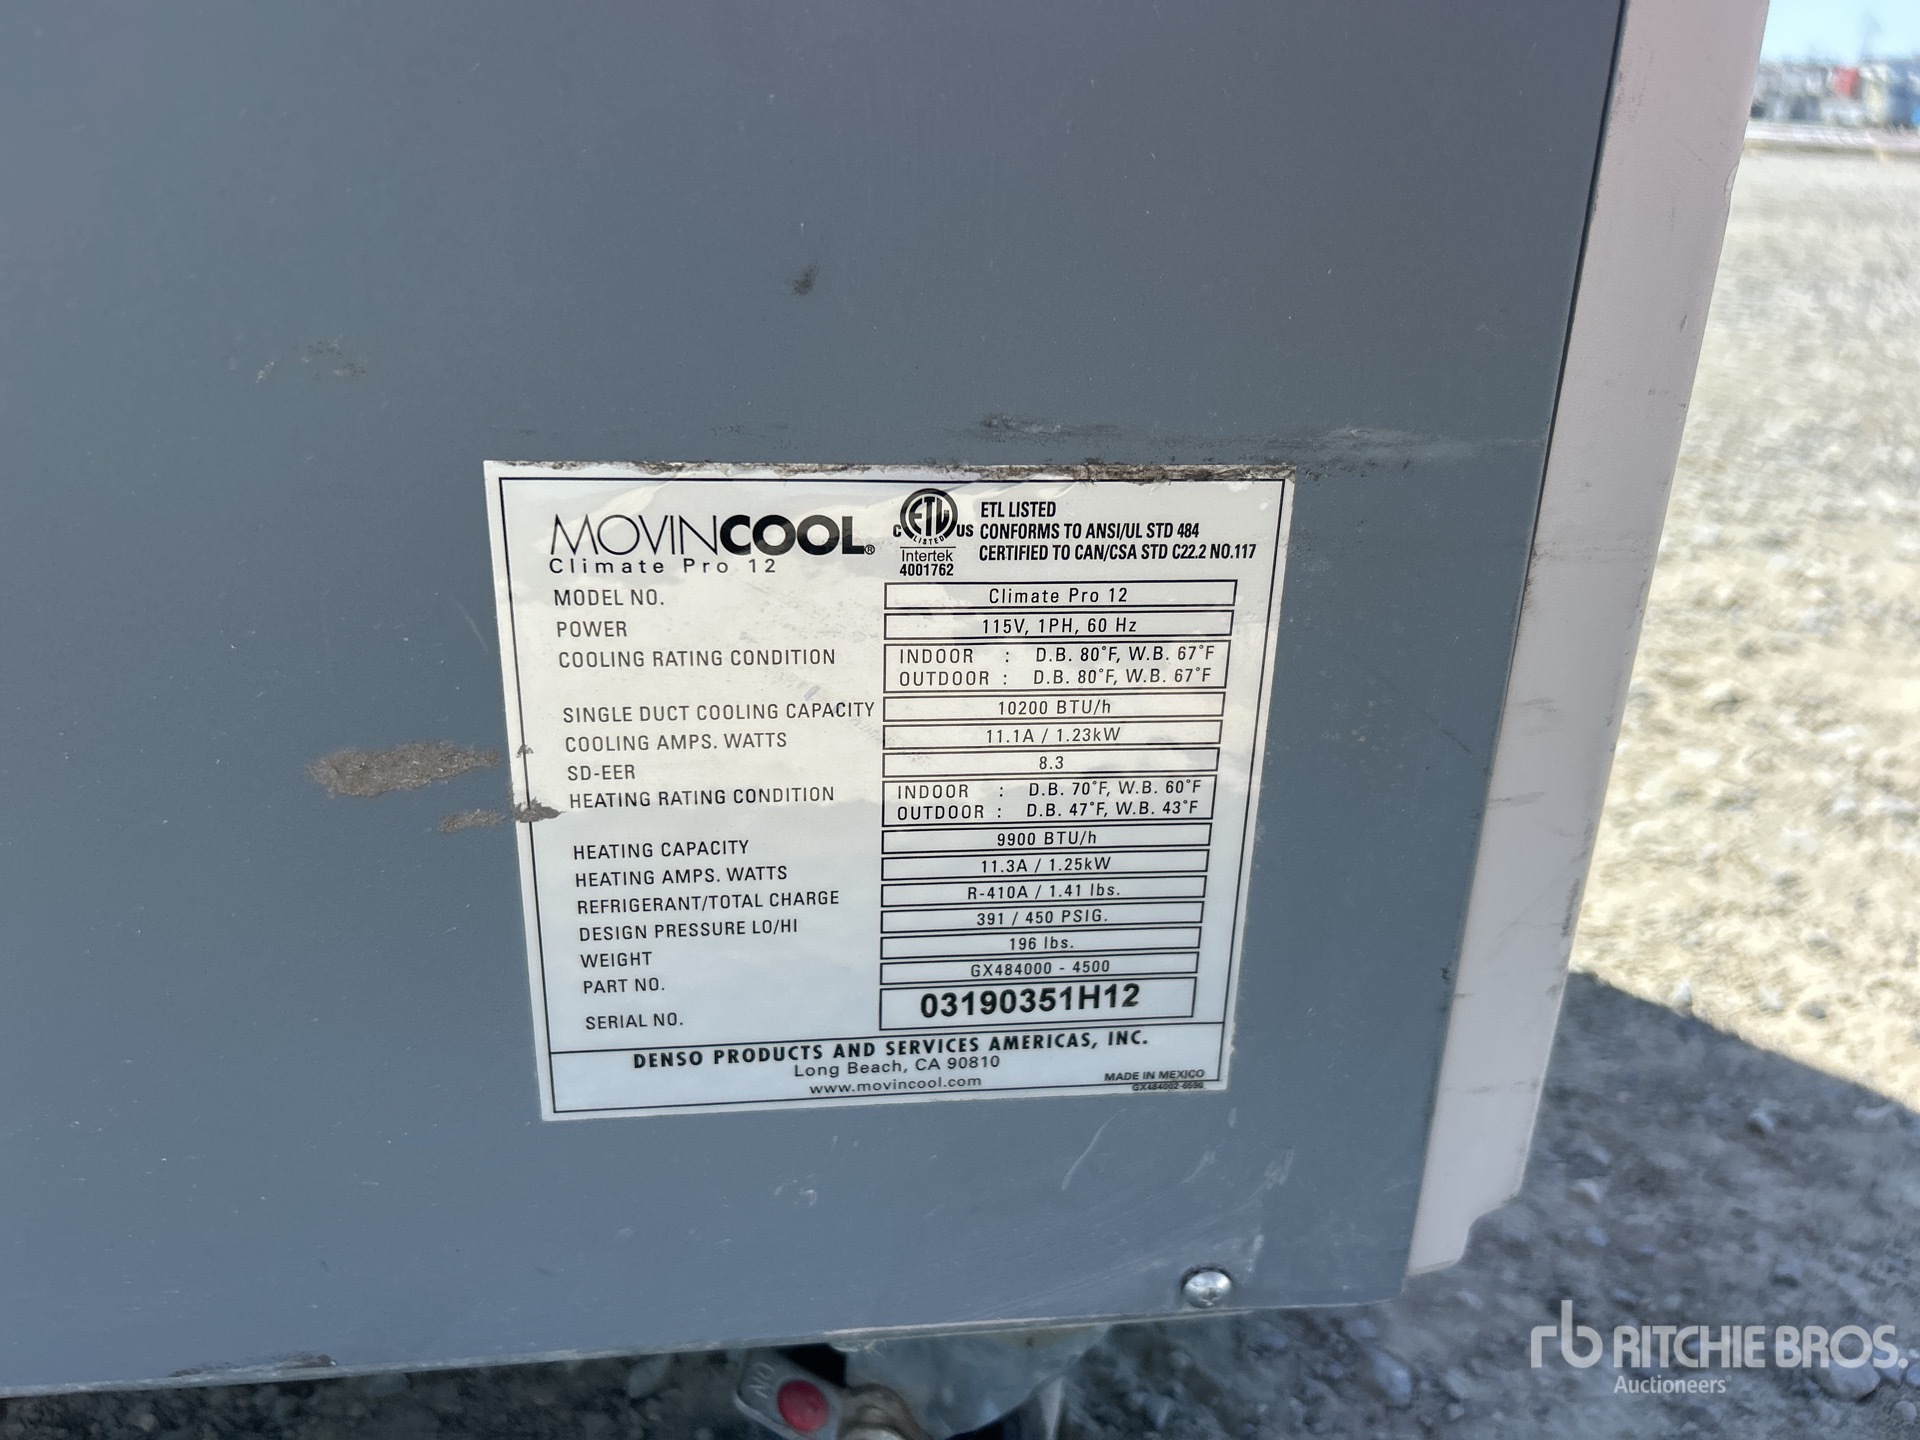 MOVINCOOL®
Climate Pro 12
C ETL LISTED US
Intertek
4001762
ETL LISTED
CONFORMS TO ANSI/UL STD 484
CERTIFIED TO CAN/CSA STD C22.2 NO.117
MODEL NO. Climate Pro 12
POWER 115V, 1PH, 60 Hz
COOLING RATING CONDITION INDOOR : D.B. 80°F, W.B. 67°F
OUTDOOR : D.B. 80°F, W.B. 67°F
SINGLE DUCT COOLING CAPACITY 10200 BTU/h
COOLING AMPS. WATTS 11.1A / 1.23kW
SD-EER 8.3
HEATING RATING CONDITION INDOOR : D.B. 70°F, W.B. 60°F
OUTDOOR : D.B. 47°F, W.B. 43°F
HEATING CAPACITY 9900 BTU/h
HEATING AMPS. WATTS 11.3A / 1.25kW
REFRIGERANT/TOTAL CHARGE R-410A / 1.41 lbs.
DESIGN PRESSURE LO/HI 391 / 450 PSIG.
WEIGHT 196 lbs.
PART NO. GX484000 - 4500
SERIAL NO. 03190351H12
DENSO PRODUCTS AND SERVICES AMERICAS, INC.
Long Beach, CA 90810
www.movincool.com
MADE IN MEXICO
NO
rb RITCHIE BROS.
Auctioneers